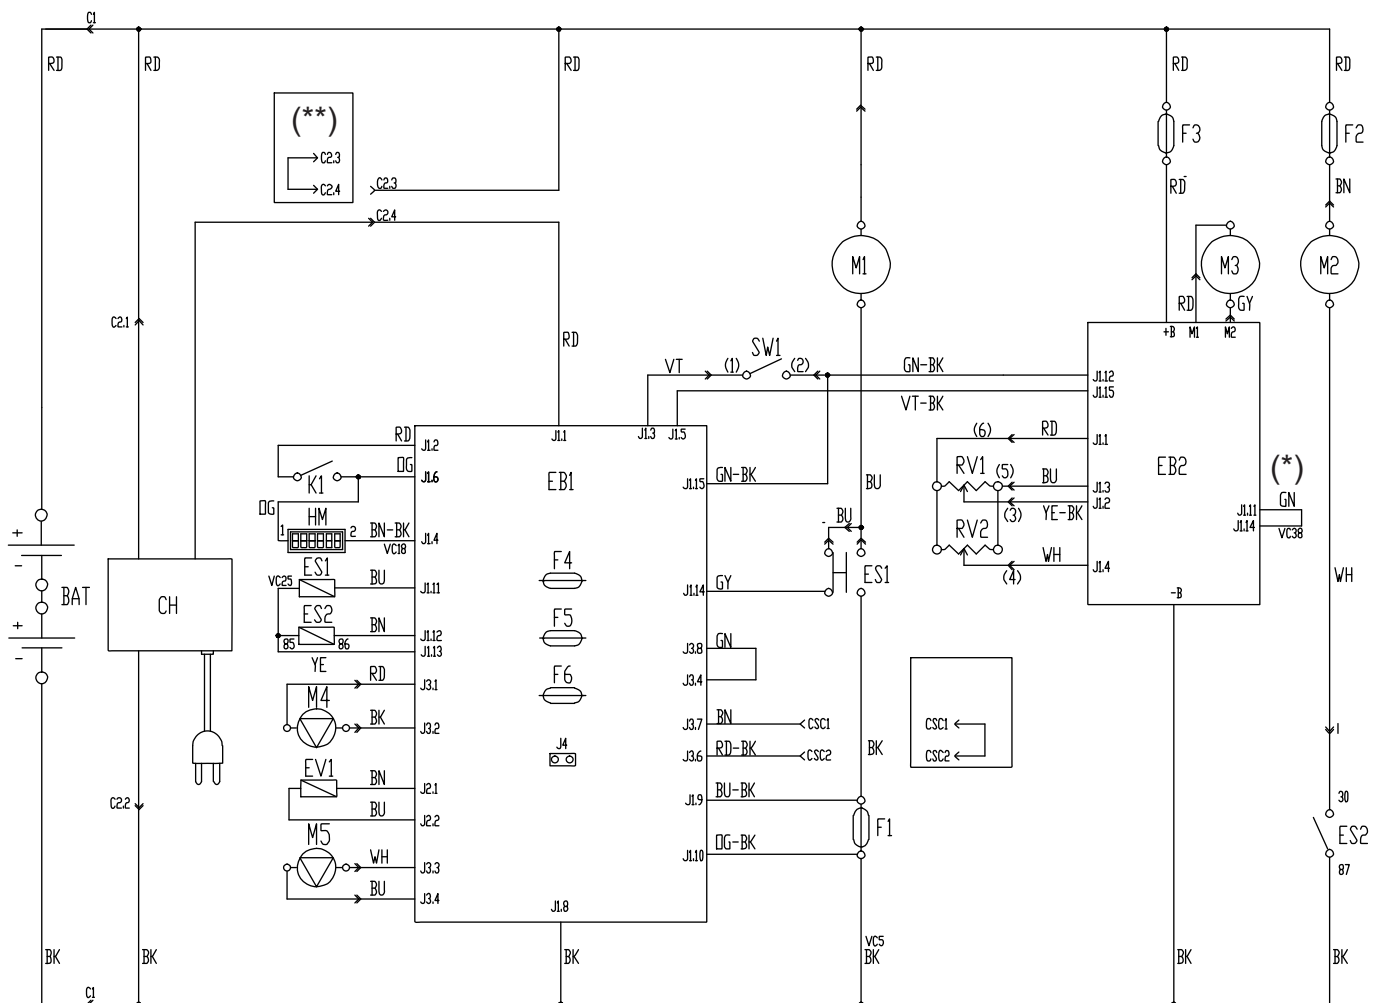 C1
RD RD RD RD RD RD
(**)
C2.3
C2.4
C2.3
C2.4
F3 F2
RD BN
M1 M3 M2
RD GY
C2.1
+B M1 M2
RD
SW1
VT (1) (2) GN-BK
J1.12
VT-BK J1.15
J1.1 J1.3 J1.5
RD J1.2
(6) RD J1.1
K1 OG J1.6
EB1
GN-BK
J1.15
RV1 (5) BU J1.3
EB2
(*)
(3) YE-BK J1.2
BU
GN
J1.11
J1.14
VC38
OG
HM
1 2 BN-BK J1.4
VC18
BU
RV2
WH J1.4
(4)
ES1
VC25 BU J1.11
F4
GY
J1.14
ES1
BAT
CH
WH
-B
ES2
BN J1.12
85 86 J1.13
YE
F5
GN
J3.8
J3.4
RD J3.1
M4
BK J3.2
F6
BN
J3.7 CSC1
RD-BK
J3.6 CSC2
CSC1
CSC2
BK
J4
EV1
BN J2.1
BU J2.2
BU-BK
J1.9
C2.2
F1
30
ES2
87
M5
WH J3.3
BU J3.4
OG-BK
J1.10
J1.8
VC5
BK BK BK BK BK BK
C1